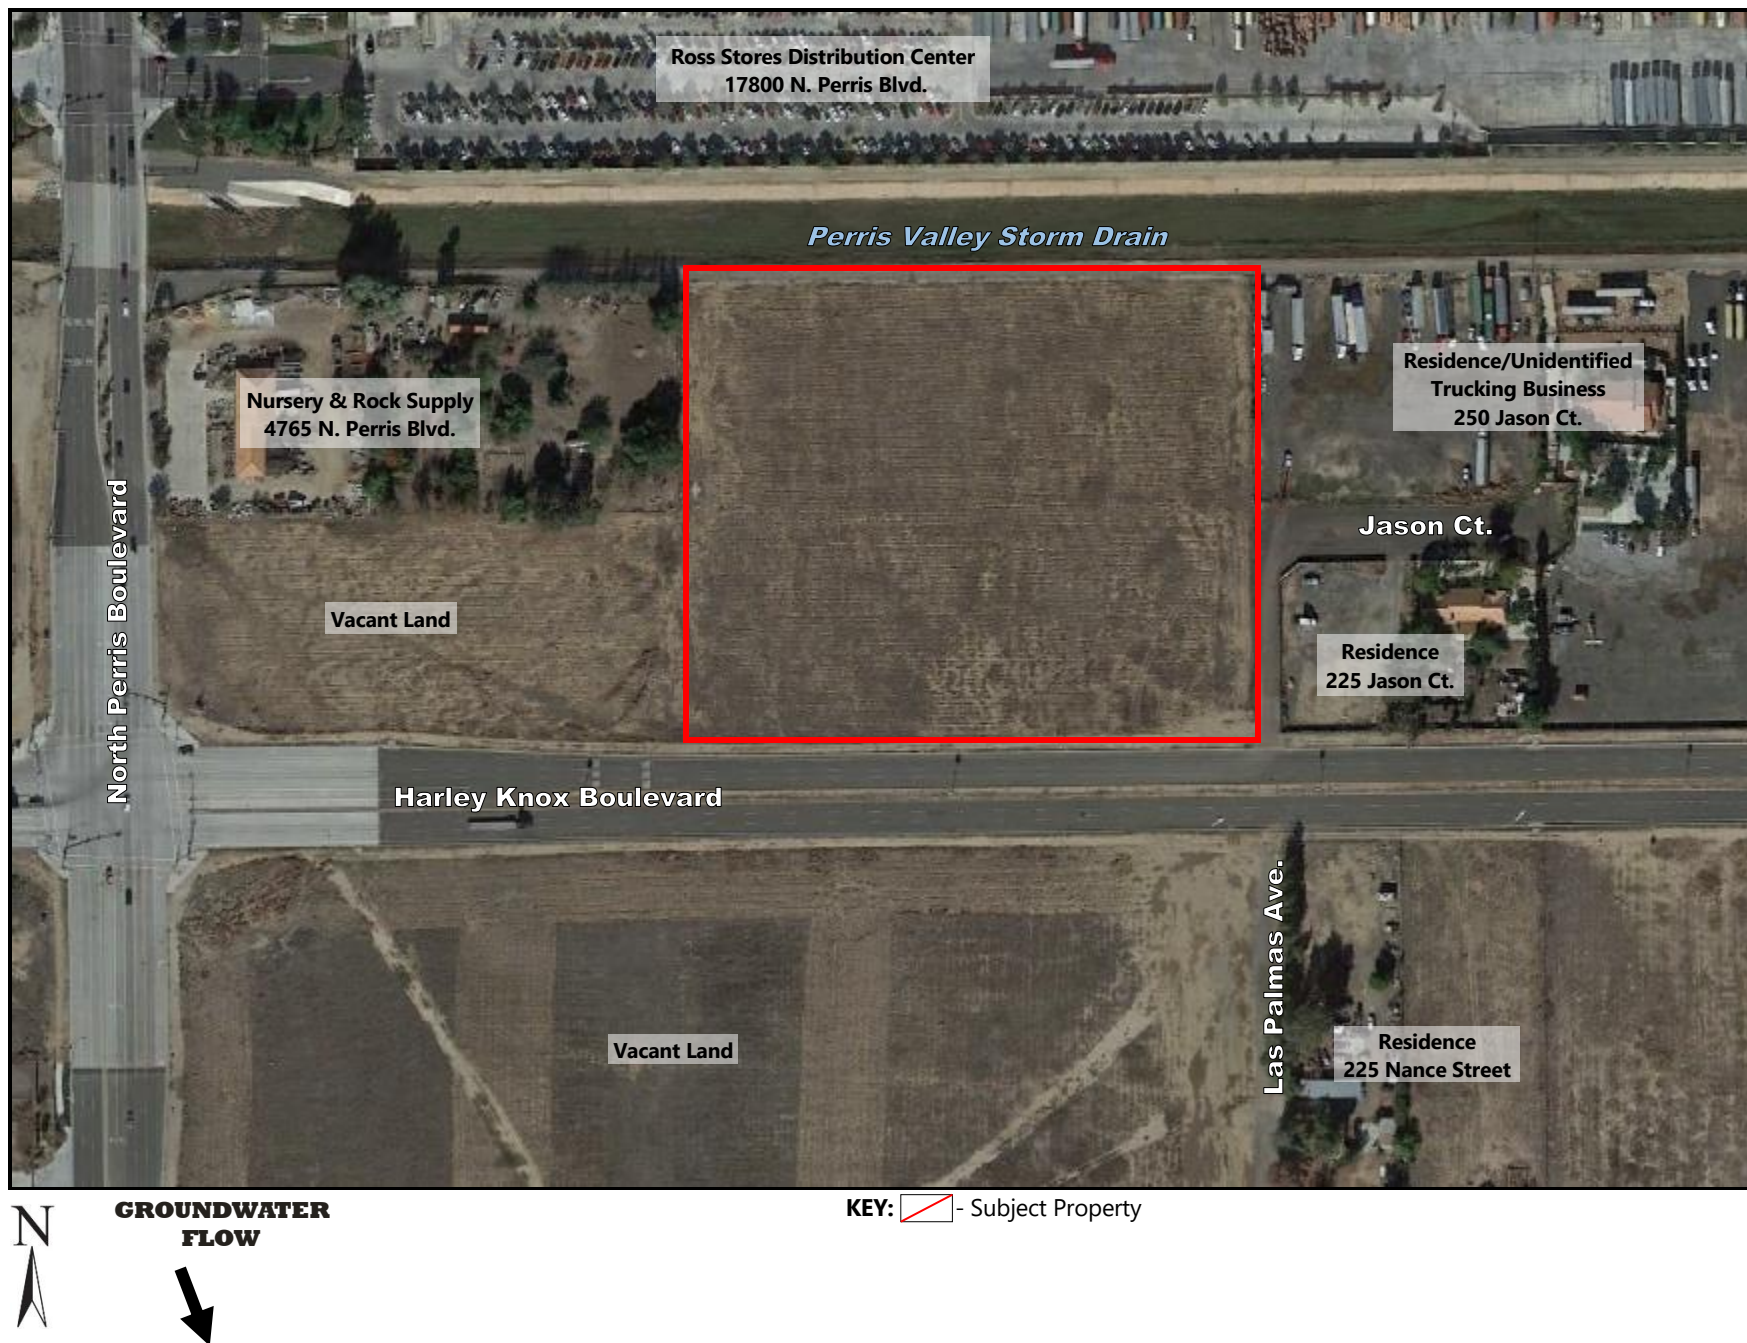 Ross Stores Distribution Center
17800 N. Perris Blvd.
Perris Valley Storm Drain
Nursery & Rock Supply
4765 N. Perris Blvd.
Residence/Unidentified
Trucking Business
250 Jason Ct.
Jason Ct.
North Perris Boulevard
Vacant Land
Residence
225 Jason Ct.
Harley Knox Boulevard
Las Palmas Ave.
Vacant Land
Residence
225 Nance Street
N
GROUNDWATER
FLOW
KEY: - Subject Property